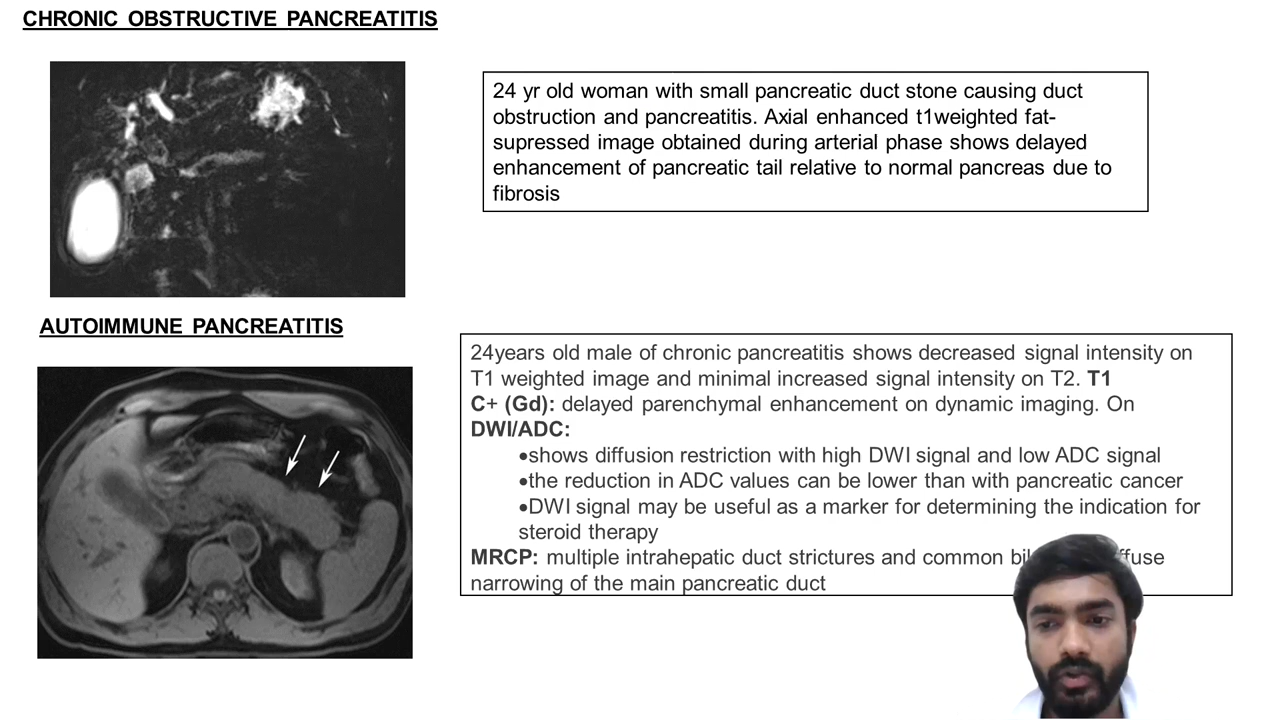 CHRONIC OBSTRUCTIVE PANCREATITIS
24 yr old woman with small pancreatic duct stone causing duct
obstruction and pancreatitis. Axial enhanced t1weighted fat-
supressed image obtained during arterial phase shows delayed
enhancement of pancreatic tail relative to normal pancreas due to
fibrosis
AUTOIMMUNE PANCREATITIS
24years old male of chronic pancreatitis shows decreased signal intensity on
T1 weighted image and minimal increased signal intensity on T2. T1
C+ (Gd): delayed parenchymal enhancement on dynamic imaging. On
DWI/ADC:
•shows diffusion restriction with high DWI signal and low ADC signal
•the reduction in ADC values can be lower than with pancreatic cancer
•DWI signal may be useful as a marker for determining the indication for
steroid therapy
MRCP: multiple intrahepatic duct strictures and common
narrowing of the main pancreatic duct